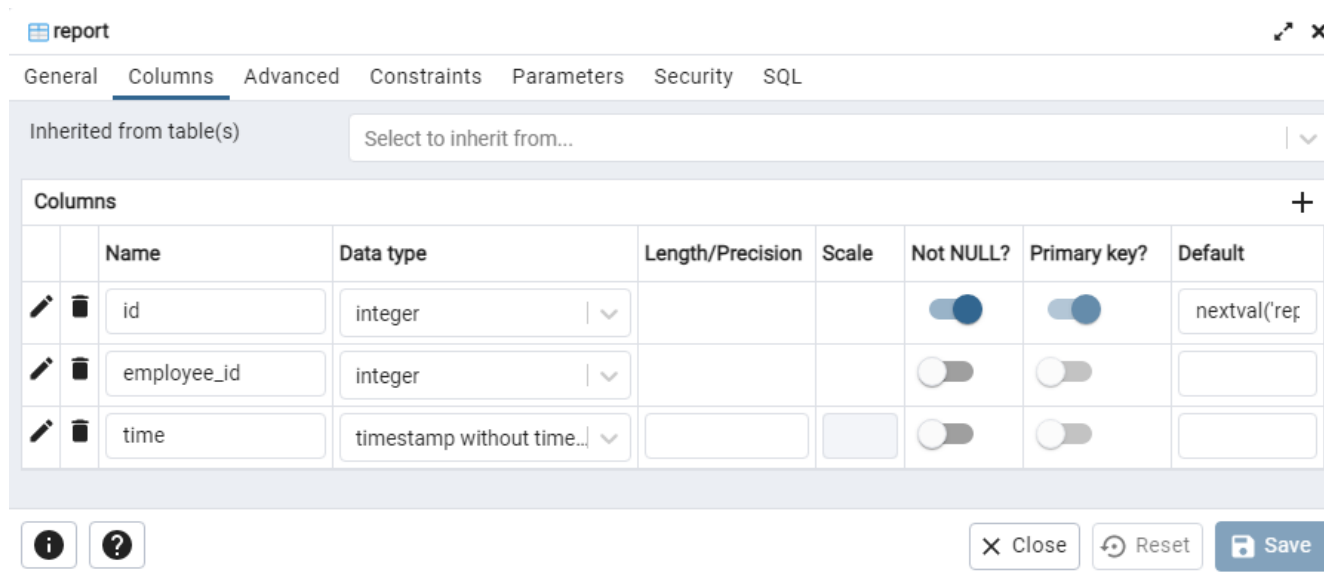 report
General Columns Advanced Constraints Parameters Security SQL
Inherited from table(s) Select to inherit from...
Columns
Name Data type Length/Precision Scale Not NULL? Primary key? Default
id integer nextval('rep
employee_id integer
time timestamp without time...
Close Reset Save